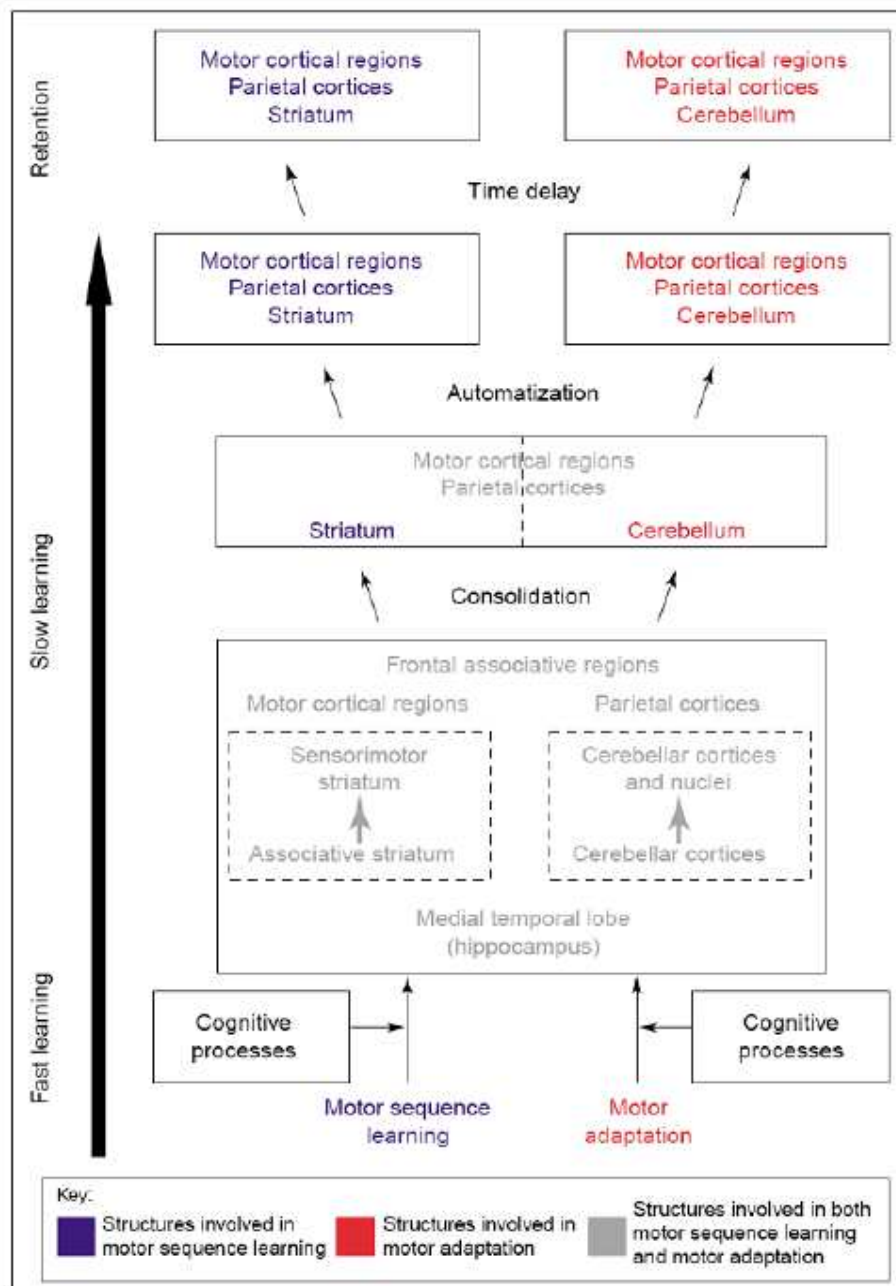 Retention
Motor cortical regions
Parietal cortices
Striatum
Motor cortical regions
Parietal cortices
Cerebellum
Time delay
Motor cortical regions
Parietal cortices
Striatum
Motor cortical regions
Parietal cortices
Cerebellum
Automatization
Motor cortical regions
Parietal cortices
Striatum
Cerebellum
Slow learning
Consolidation
Frontal associative regions
Motor cortical regions
Parietal cortices
Sensorimotor
striatum
Cerebellar cortices
and nuclei
Associative striatum
Cerebellar cortices
Medial temporal lobe
(hippocampus)
Fast learning
Cognitive
processes
Cognitive
processes
Motor sequence
learning
Motor
adaptation
Key:
Structures involved in
motor sequence learning
Structures involved in
motor adaptation
Structures involved in both
motor sequence learning
and motor adaptation